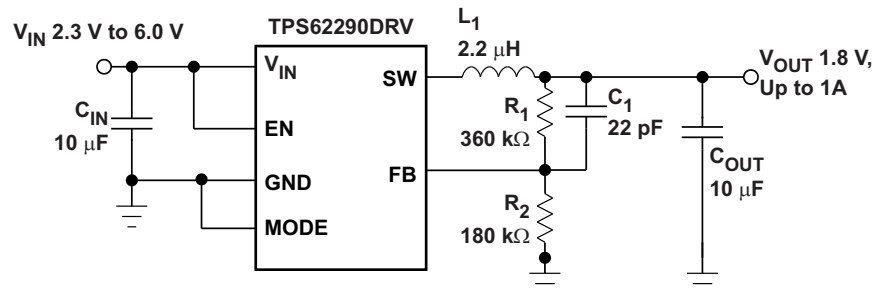 TPS62290DRV
V_IN 2.3 V to 6.0 V
L1
2.2 μH
V_OUT 1.8 V,
Up to 1A
V_IN
SW
C_IN
10 μF
EN
R1
360 kΩ
C1
22 pF
GND
FB
C_OUT
10 μF
MODE
R2
180 kΩ